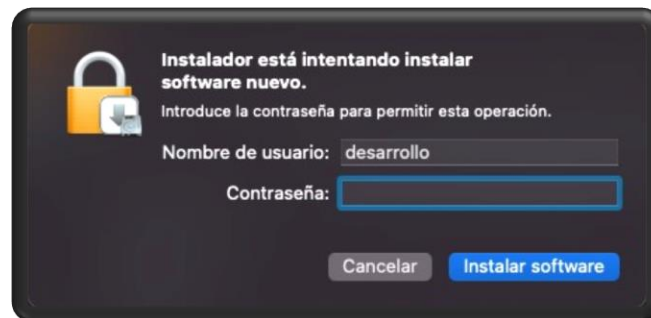 Instalador está intentando instalar
software nuevo.
Introduce la contraseña para permitir esta operación.
Nombre de usuario: desarrollo
Contraseña:
Cancelar Instalar software